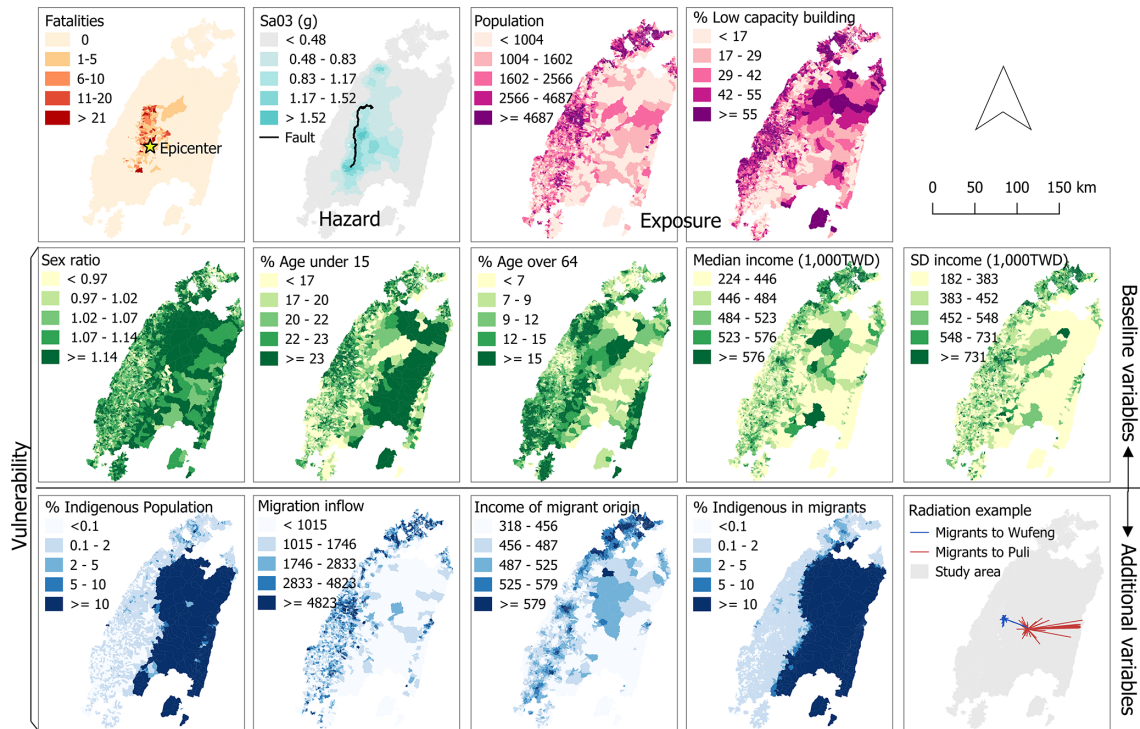 Fatalities
0
1-5
6-10
11-20
> 21
Epicenter
Sa03 (g)
< 0.48
0.48 - 0.83
0.83 - 1.17
1.17 - 1.52
> 1.52
Fault
Hazard
Population
< 1004
1004 - 1602
1602 - 2566
2566 - 4687
>= 4687
% Low capacity building
< 17
17 - 29
29 - 42
42 - 55
>= 55
Exposure
0 50 100 150 km
Sex ratio
< 0.97
0.97 - 1.02
1.02 - 1.07
1.07 - 1.14
>= 1.14
% Age under 15
< 17
17 - 20
20 - 22
22 - 23
>= 23
% Age over 64
< 7
7 - 9
9 - 12
12 - 15
>= 15
Median income (1,000TWD)
224 - 446
446 - 484
484 - 523
523 - 576
>= 576
SD income (1,000TWD)
182 - 383
383 - 452
452 - 548
548 - 731
>= 731
Baseline variables
Vulnerability
% Indigenous Population
<0.1
0.1 - 2
2 - 5
5 - 10
>= 10
Migration inflow
< 1015
1015 - 1746
1746 - 2833
2833 - 4823
>= 4823
Income of migrant origin
318 - 456
456 - 487
487 - 525
525 - 579
>= 579
% Indigenous in migrants
<0.1
0.1 - 2
2 - 5
5 - 10
>= 10
Radiation example
Migrants to Wufeng
Migrants to Puli
Study area
Additional variables